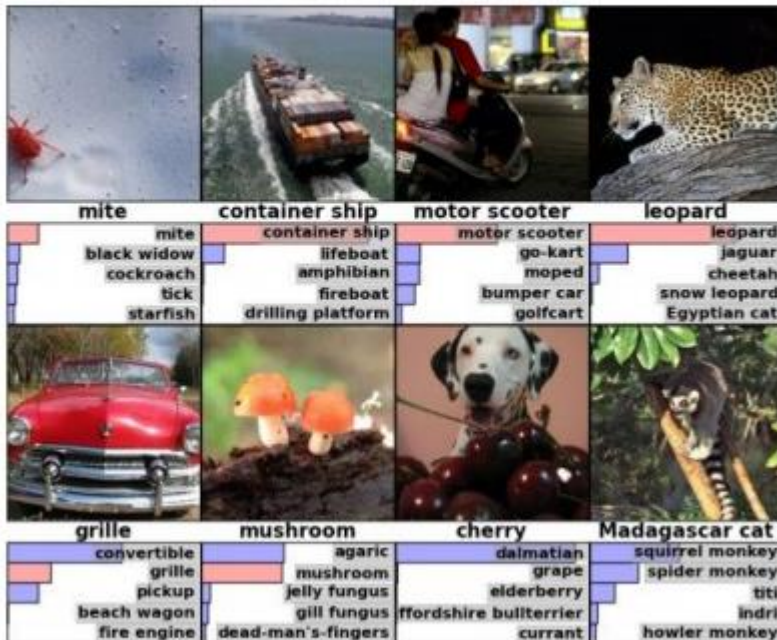 mite container ship motor scooter leopard
mite container ship motor scooter leopard
black widow lifeboat go-kart jaguar
cockroach amphibian moped cheetah
tick fireboat bumper car snow leopard
starfish drilling platform golfcart Egyptian cat
grille mushroom cherry Madagascar cat
convertible agaric dalmatian squirrel monkey
grille mushroom grape spider monkey
pickup jelly fungus elderberry titi
beach wagon gill fungus ffordshire bullterrier indri
fire engine dead-man's-fingers currant howler monkey